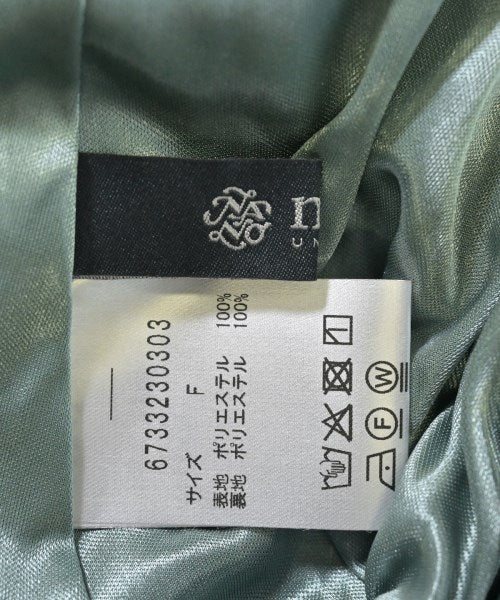 NANO
n
UN
6733230303
サイズ F
表地 ポリエステル 100%
裏地 ポリエステル 100%
F W